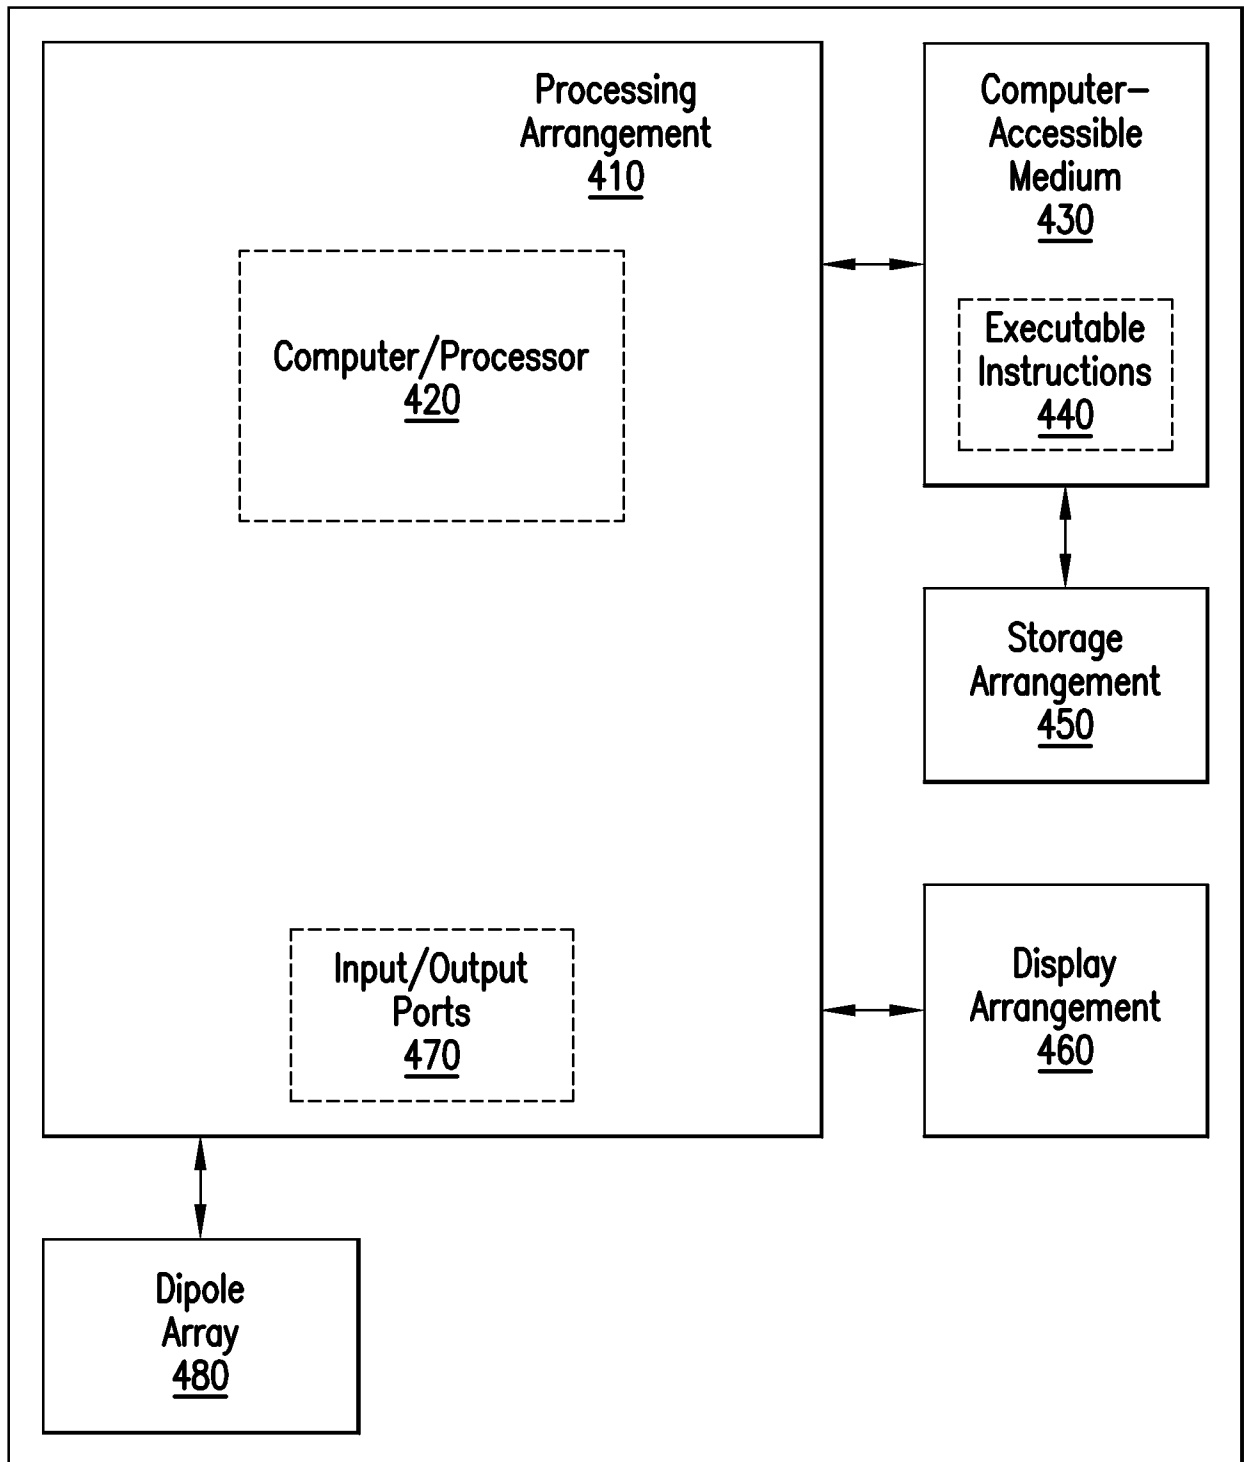 Processing
Arrangement
410
Computer/Processor
420
Input/Output
Ports
470
Computer–
Accessible
Medium
430
Executable
Instructions
440
Storage
Arrangement
450
Display
Arrangement
460
Dipole
Array
480